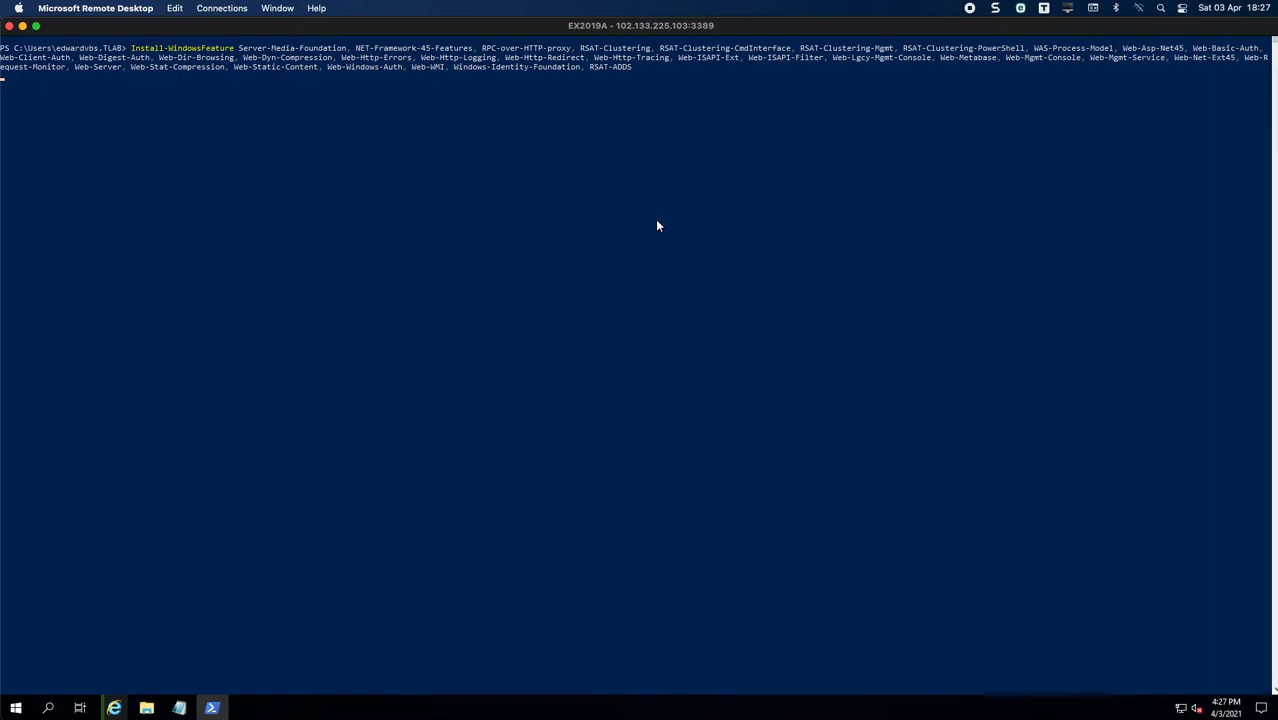 Microsoft Remote Desktop Edit Connections Window Help Sat 03 Apr 18:27
EX2019A - 102.133.225.103:3389
PS C:\Users\edwardvbs.TLAB> Install-WindowsFeature Server-Media-Foundation, NET-Framework-45-Features, RPC-over-HTTP-proxy, RSAT-Clustering, RSAT-Clustering-CmdInterface, RSAT-Clustering-Mgmt, RSAT-Clustering-PowerShell, WAS-Process-Model, Web-Asp-Net45, Web-Basic-Auth,
Web-Client-Auth, Web-Digest-Auth, Web-Dir-Browsing, Web-Dyn-Compression, Web-Http-Errors, Web-Http-Logging, Web-Http-Redirect, Web-Http-Tracing, Web-ISAPI-Ext, Web-ISAPI-Filter, Web-Lgcy-Mgmt-Console, Web-Metabase, Web-Mgmt-Console, Web-Mgmt-Service, Web-Net-Ext45, Web-R
equest-Monitor, Web-Server, Web-Stat-Compression, Web-Static-Content, Web-Windows-Auth, Web-WMI, Windows-Identity-Foundation, RSAT-ADDS
4:27 PM
4/3/2021